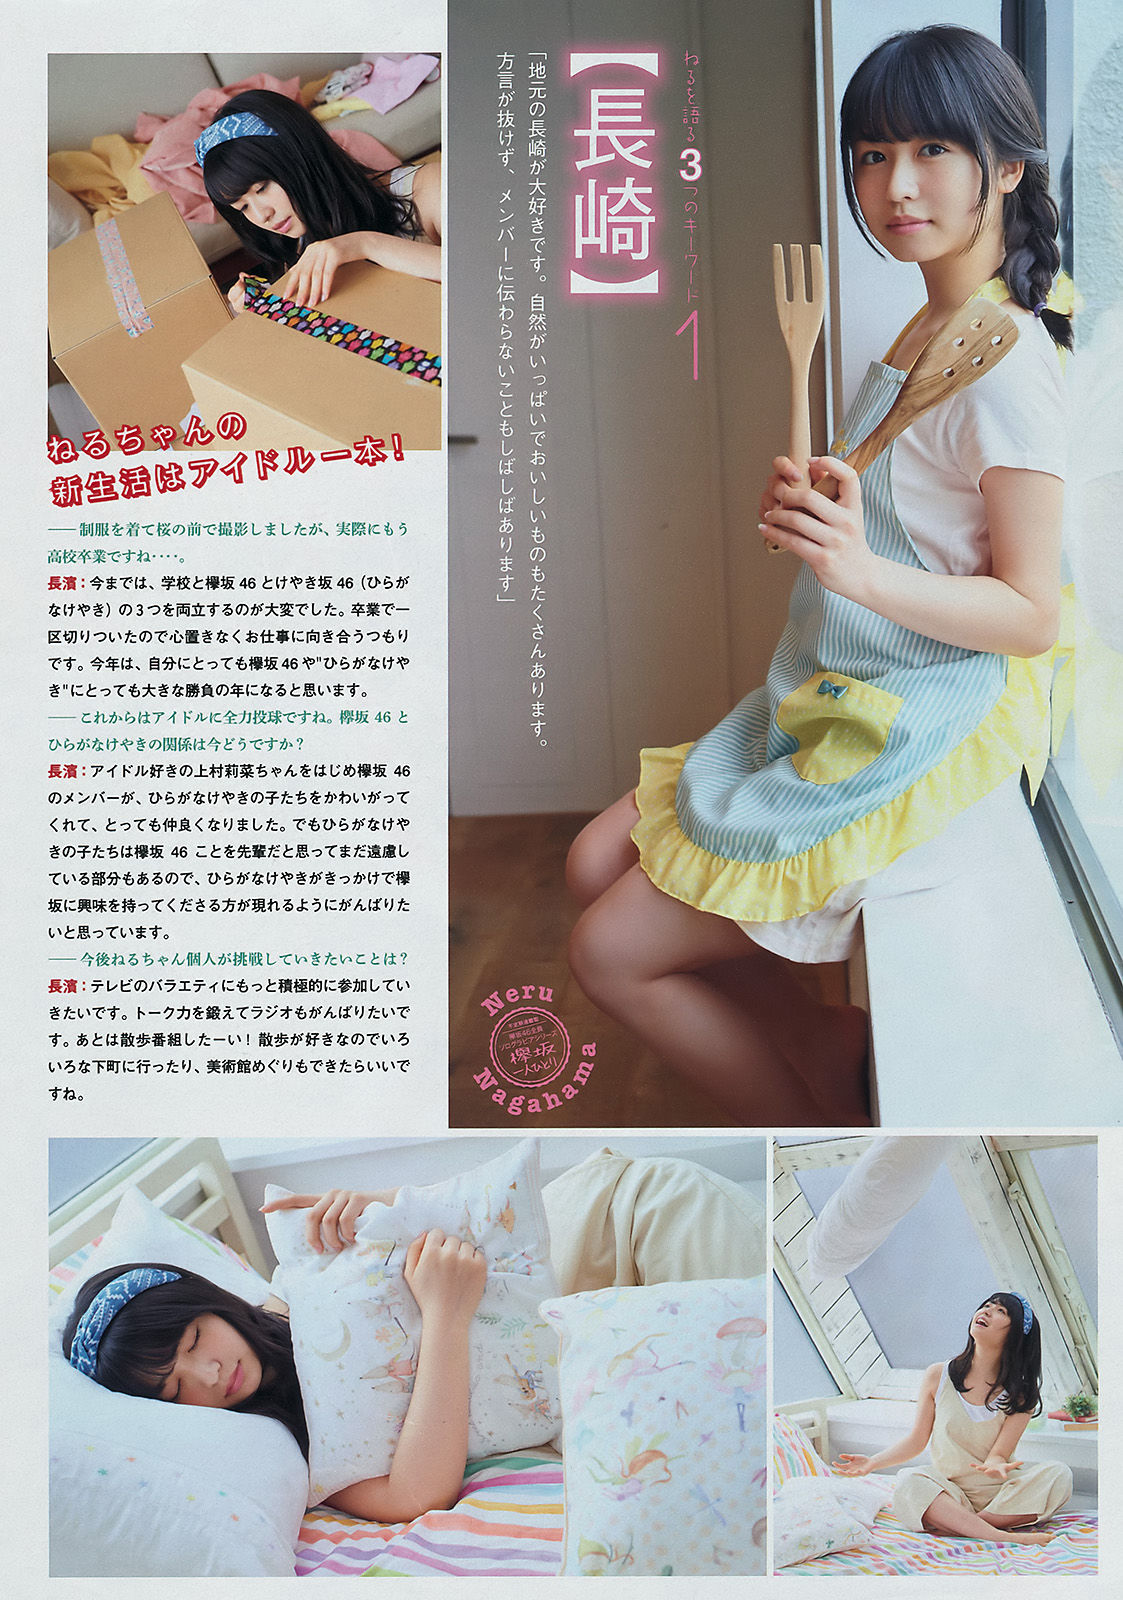 ねるを語る3つのキーワード1
【長崎】
「地元の長崎が大好きです。自然がいっぱいでおいしいものもたくさんあります。
方言が抜けず、メンバーに伝わらないこともしばしばあります」
ねるちゃんの
新生活はアイドル一本！
――制服を着て桜の前で撮影しましたが、実際にもう
高校卒業ですね‥‥。
長濱：今までは、学校と欅坂46とけやき坂46（ひらが
なけやき）の3つを両立するのが大変でした。卒業で一
区切りついたので心置きなくお仕事に向き合うつもり
です。今年は、自分にとっても欅坂46や"ひらがなけや
き"にとっても大きな勝負の年になると思います。
――これからはアイドルに全力投球ですね。欅坂46と
ひらがなけやきの関係は今どうですか？
長濱：アイドル好きの上村莉菜ちゃんをはじめ欅坂46
のメンバーが、ひらがなけやきの子たちをかわいがって
くれて、とっても仲良くなりました。でもひらがなけや
きの子たちは欅坂46ことを先輩だと思ってまだ遠慮し
ている部分もあるので、ひらがなけやきがきっかけで欅
坂に興味を持ってくださる方が現れるようにがんばりた
いと思っています。
――今後ねるちゃん個人が挑戦していきたいことは？
長濱：テレビのバラエティにもっと積極的に参加してい
きたいです。トーク力を鍛えてラジオもがんばりたいで
す。あとは散歩番組したーい！散歩が好きなのでいろ
いろな下町に行ったり、美術館めぐりもできたらいいで
すね。
Neru
不定期連載
欅坂46全員
ソログラビアシリーズ
欅坂
一人ひとり
Nagahama